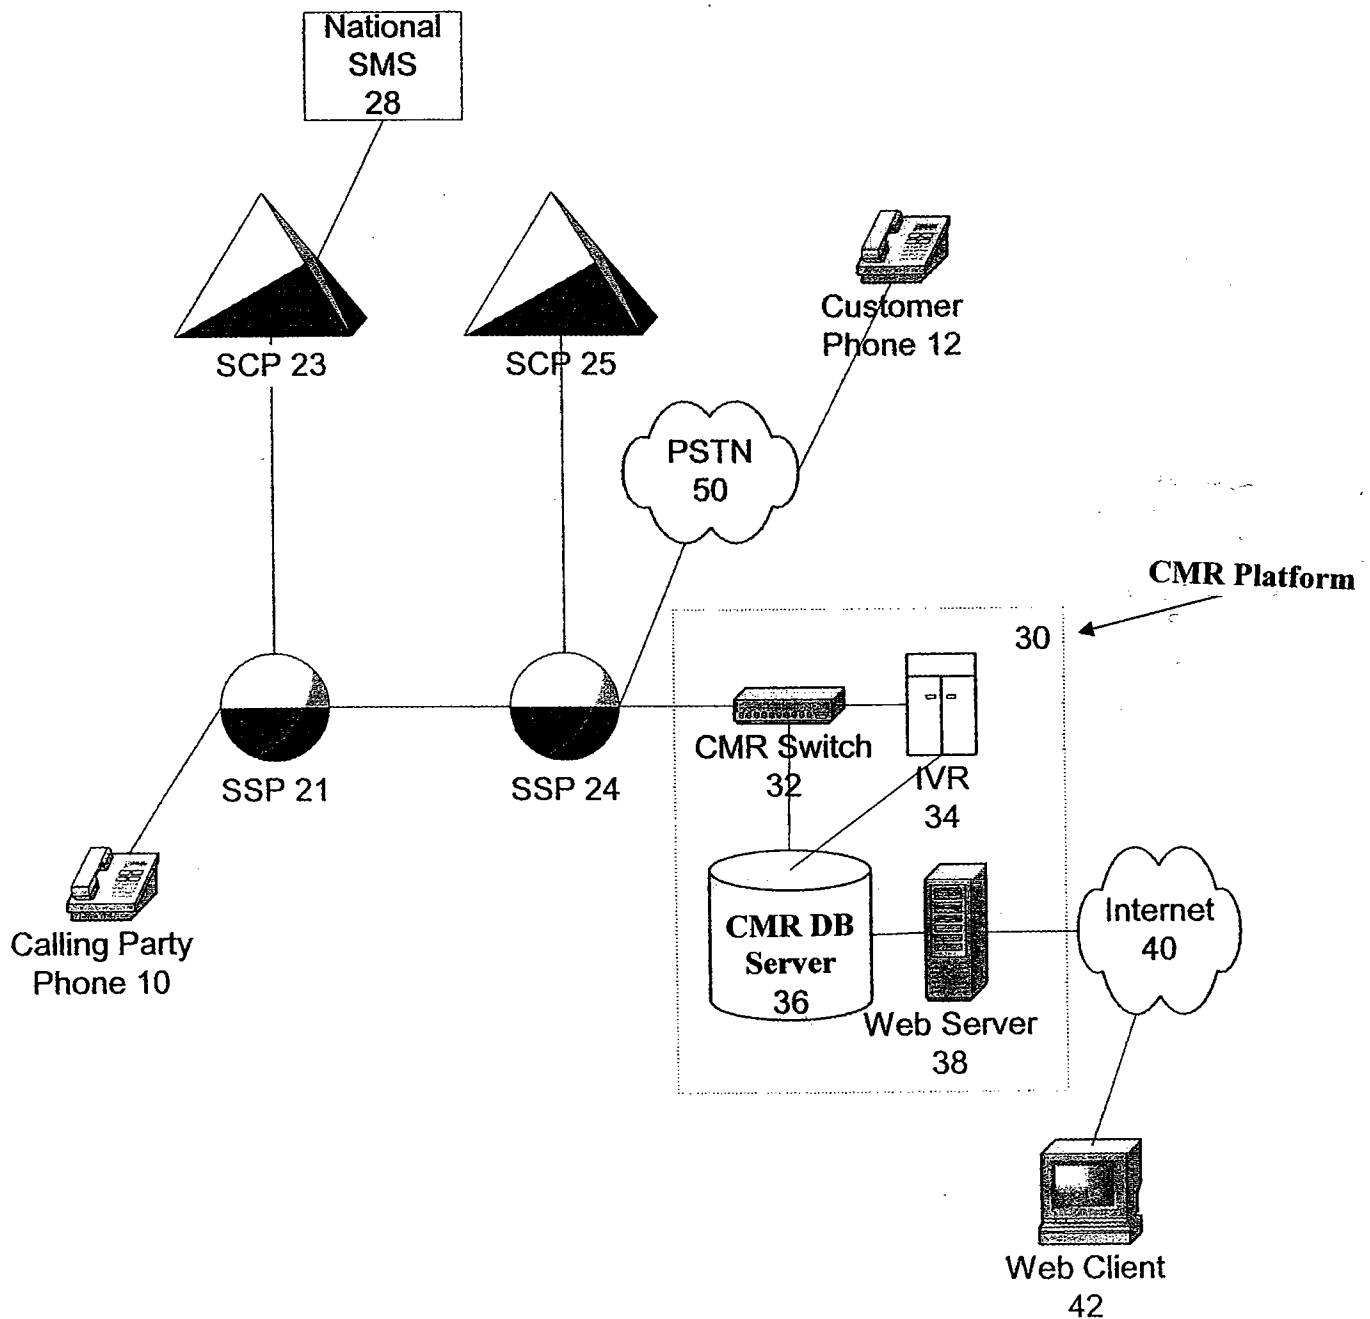 National
SMS
28
SCP 23
SCP 25
Customer
Phone 12
PSTN
50
CMR Platform
30
SSP 21
SSP 24
CMR Switch
32
IVR
34
Calling Party
Phone 10
CMR DB
Server
36
Web Server
38
Internet
40
Web Client
42